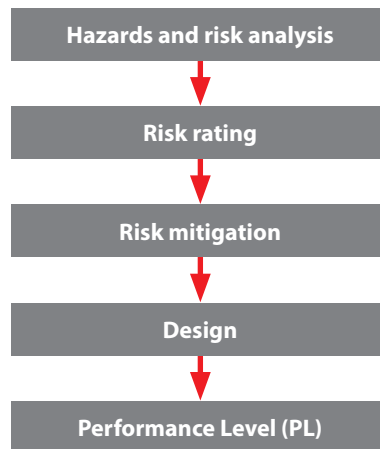 Hazards and risk analysis
Risk rating
Risk mitigation
Design
Performance Level (PL)